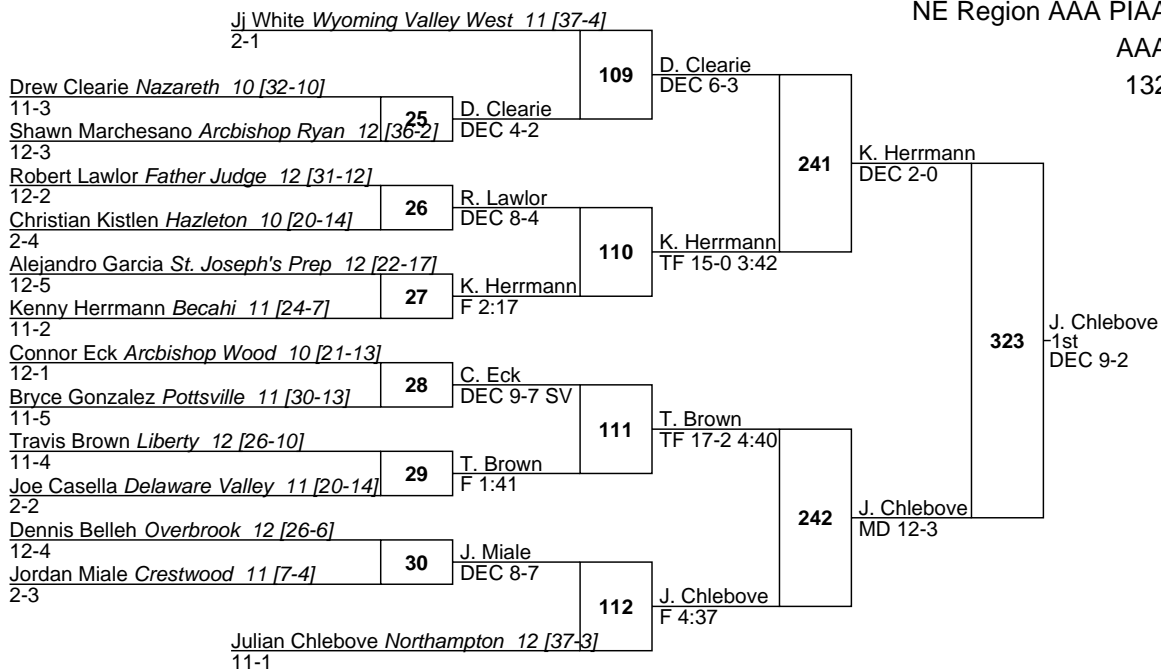 NE Region AAA PIAA
AAA
132
Jj White Wyoming Valley West 11 [37-4]
2-1
109
D. Clearie
DEC 6-3
Drew Clearie Nazareth 10 [32-10]
11-3
25
D. Clearie
DEC 4-2
Shawn Marchesano Arcbishop Ryan 12 [36-2]
12-3
241
K. Herrmann
DEC 2-0
Robert Lawlor Father Judge 12 [31-12]
12-2
26
R. Lawlor
DEC 8-4
Christian Kistlen Hazleton 10 [20-14]
2-4
110
K. Herrmann
TF 15-0 3:42
Alejandro Garcia St. Joseph's Prep 12 [22-17]
12-5
27
K. Herrmann
F 2:17
Kenny Herrmann Becahi 11 [24-7]
11-2
323
J. Chlebove
1st
DEC 9-2
Connor Eck Arcbishop Wood 10 [21-13]
12-1
28
C. Eck
DEC 9-7 SV
Bryce Gonzalez Pottsville 11 [30-13]
11-5
111
T. Brown
TF 17-2 4:40
Travis Brown Liberty 12 [26-10]
11-4
29
T. Brown
F 1:41
Joe Casella Delaware Valley 11 [20-14]
2-2
242
J. Chlebove
MD 12-3
Dennis Belleh Overbrook 12 [26-6]
12-4
30
J. Miale
DEC 8-7
Jordan Miale Crestwood 11 [7-4]
2-3
112
J. Chlebove
F 4:37
Julian Chlebove Northampton 12 [37-3]
11-1